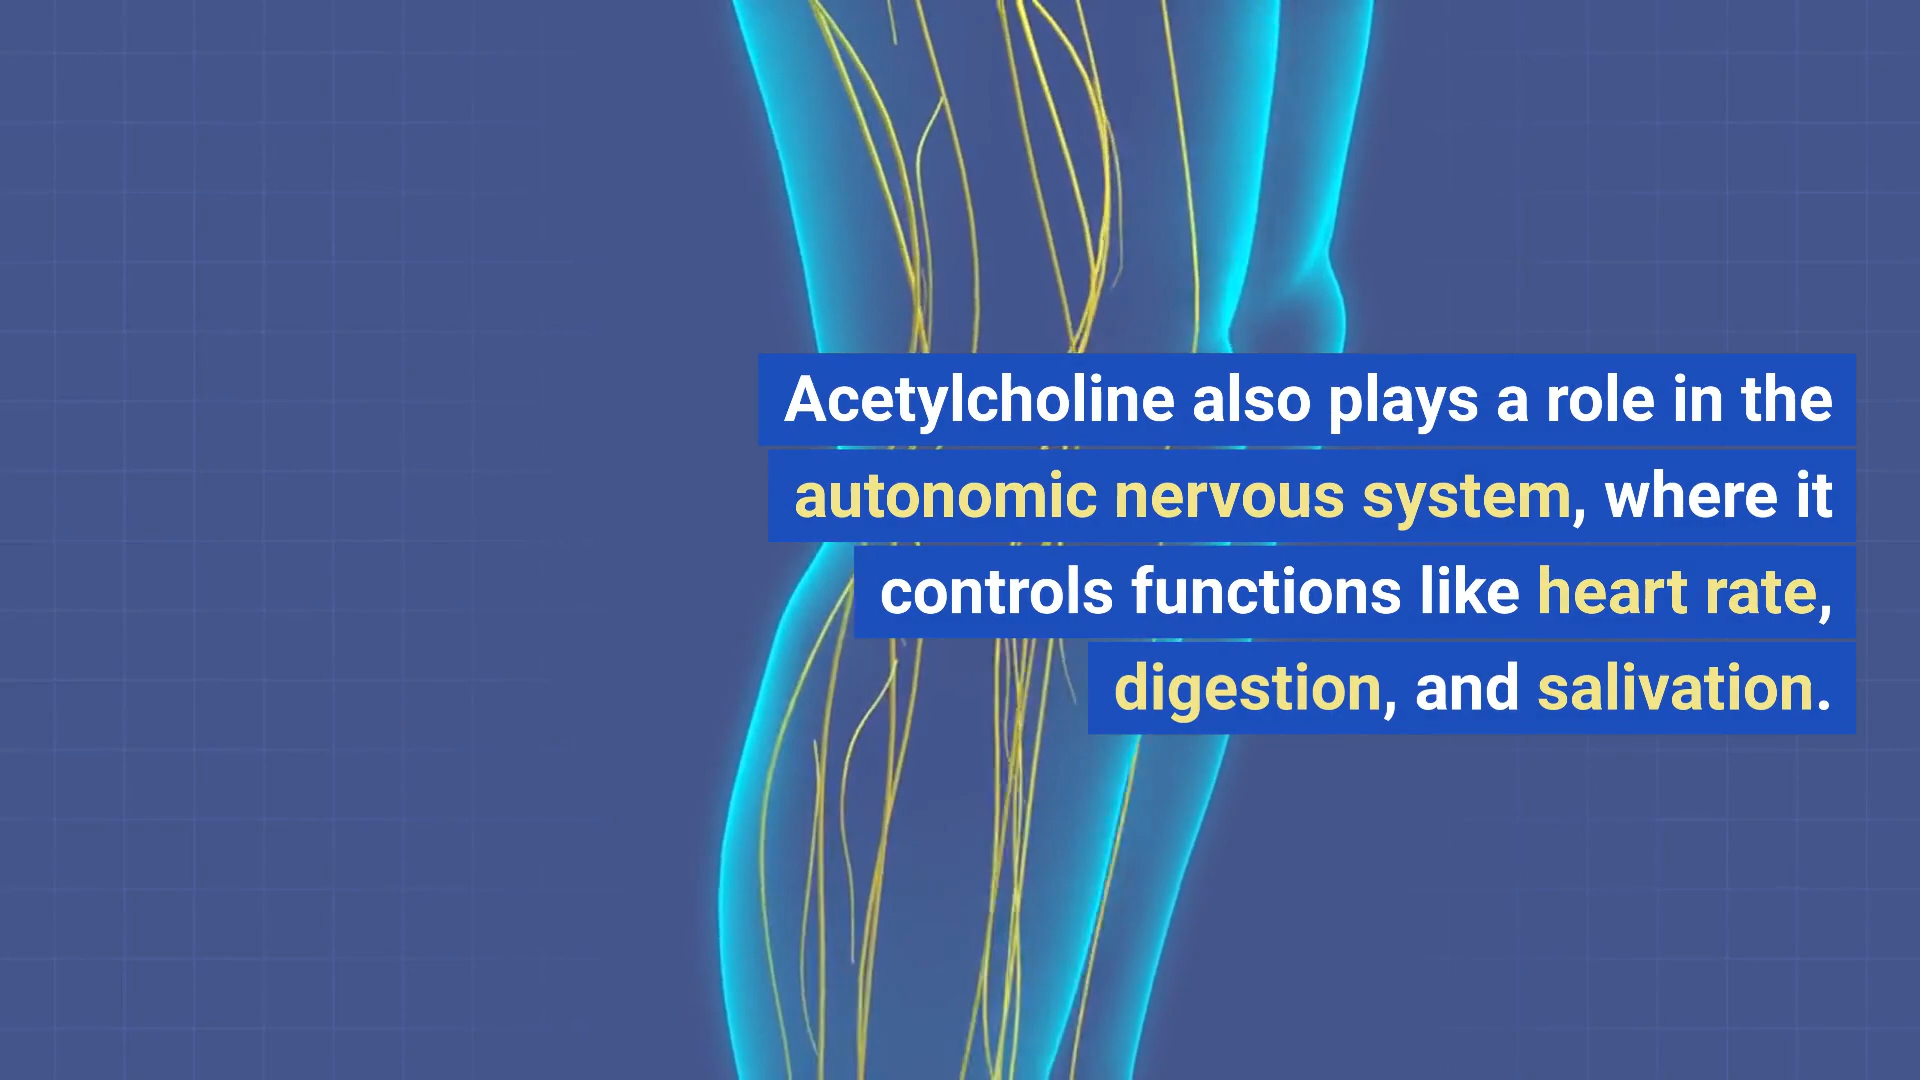 Acetylcholine also plays a role in the
autonomic nervous system, where it
controls functions like heart rate,
digestion, and salivation.